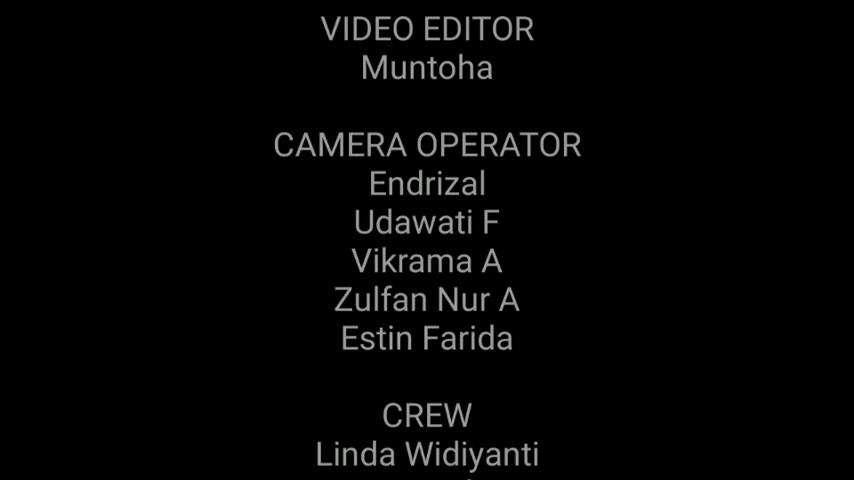 VIDEO EDITOR
Muntoha
CAMERA OPERATOR
Endrizal
Udawati F
Vikrama A
Zulfan Nur A
Estin Farida
CREW
Linda Widiyanti